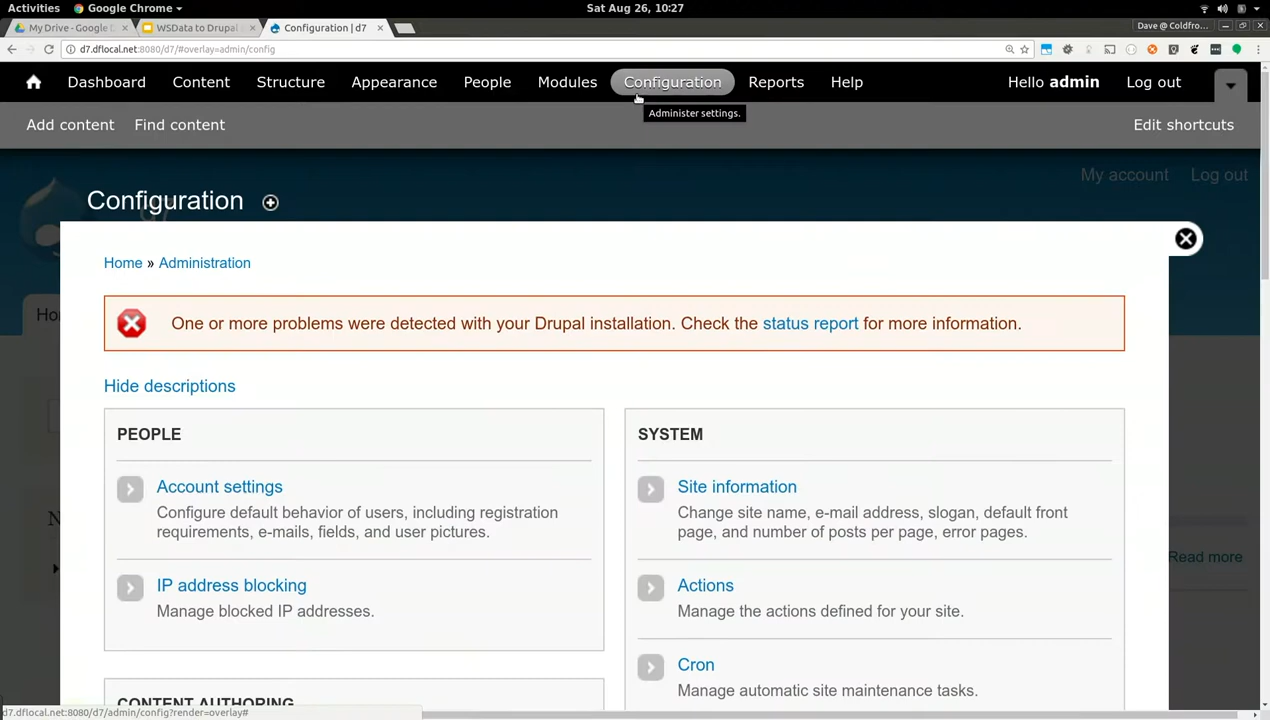 Activities Google Chrome Sat Aug 26, 10:27
My Drive - Google D WSData to Drupal Configuration | d7 Dave @ Coldfro...
d7.dflocal.net:8080/d7/#overlay=admin/config
Dashboard Content Structure Appearance People Modules Configuration Reports Help Hello admin Log out
Administer settings.
Add content Find content Edit shortcuts
My account Log out
Configuration
Home » Administration
One or more problems were detected with your Drupal installation. Check the status report for more information.
Hide descriptions
PEOPLE
Account settings
Configure default behavior of users, including registration
requirements, e-mails, fields, and user pictures.
IP address blocking
Manage blocked IP addresses.
CONTENT AUTHORING
SYSTEM
Site information
Change site name, e-mail address, slogan, default front
page, and number of posts per page, error pages.
Actions
Manage the actions defined for your site.
Cron
Manage automatic site maintenance tasks.
Read more
d7.dflocal.net:8080/d7/admin/config?render=overlay#